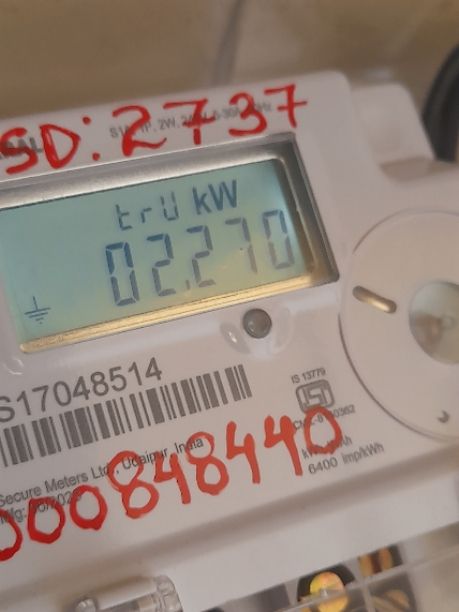 SD: 2737
trU kW
02.270
S17048514
IS 13779
Secure Meters Ltd., Udaipur, India
000848440
6400 imp/kWh